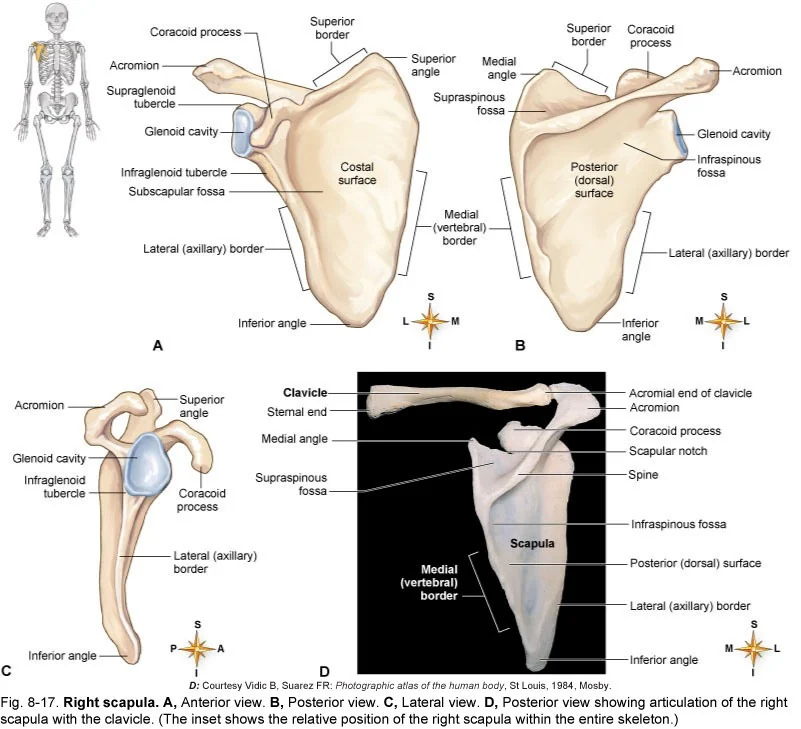 Coracoid process
Superior
border
Acromion
Superior
angle
Supraglenoid
tubercle
Glenoid cavity
Costal
surface
Infraglenoid tubercle
Subscapular fossa
Lateral (axillary) border
Medial
(vertebral)
border
Inferior angle
S
L
M
I
A
Superior
border
Coracoid
process
Medial
angle
Acromion
Supraspinous
fossa
Glenoid cavity
Infraspinous
fossa
Posterior
(dorsal)
surface
Lateral (axillary) border
Inferior
angle
S
M
L
I
B
Acromion
Superior
angle
Glenoid cavity
Infraglenoid
tubercle
Coracoid
process
Lateral (axillary)
border
Inferior angle
S
P
A
I
C
Clavicle
Sternal end
Medial angle
Supraspinous
fossa
Acromial end of clavicle
Acromion
Coracoid process
Scapular notch
Spine
Infraspinous fossa
Scapula
Posterior (dorsal) surface
Medial
(vertebral)
border
Lateral (axillary) border
Inferior angle
S
M
L
I
D
D: Courtesy Vidic B, Suarez FR: Photographic atlas of the human body, St Louis, 1984, Mosby.
Fig. 8-17. Right scapula. A, Anterior view. B, Posterior view. C, Lateral view. D, Posterior view showing articulation of the right
scapula with the clavicle. (The inset shows the relative position of the right scapula within the entire skeleton.)